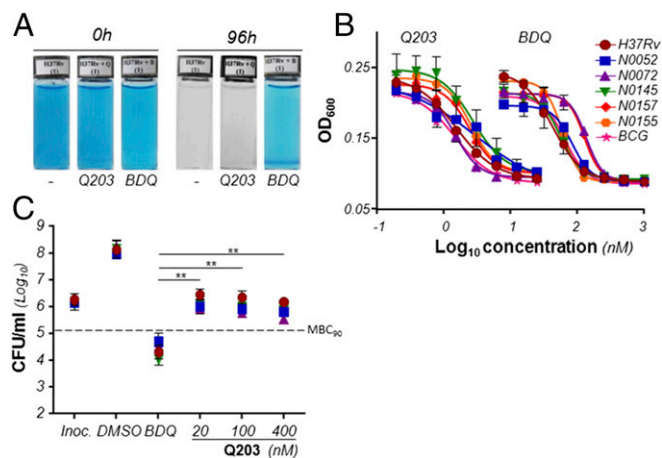 A
0h
96h
H37Rv
(1)
H37Rv + Q
(1)
H37Rv + B
(1)
H37Rv
(1)
H37Rv + Q
(1)
H37Rv + B
(1)
- Q203 BDQ
- Q203 BDQ
B
Q203 BDQ
H37Rv
N0052
N0072
N0145
N0157
N0155
BCG
OD600
0.25
0.15
0.05
-1 0 1 2 3
Log10 concentration (nM)
C
CFU/ml (Log10)
9
8
7
6
5
4
3
2
**
**
**
MBC90
Inoc. DMSO BDQ 20 100 400
Q203 (nM)